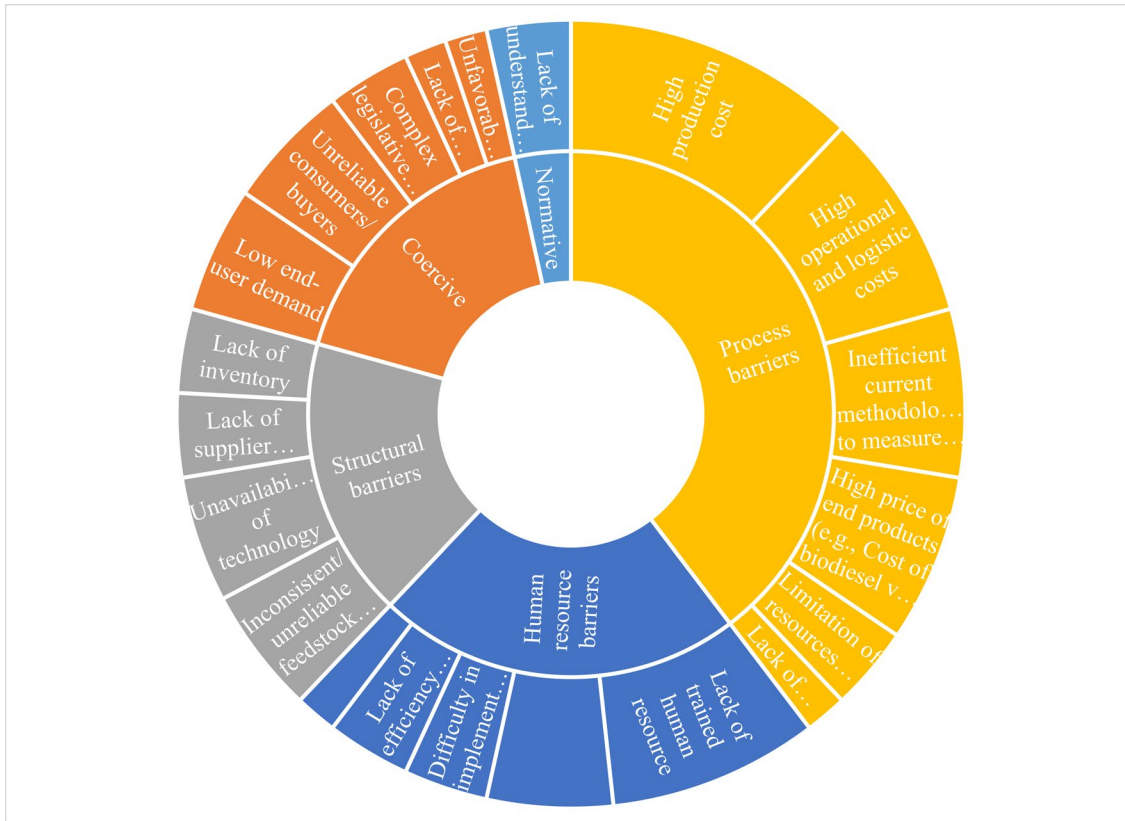 High
production
cost
High
operational
and logistic
costs
Inefficient
current
methodolo…
to measure…
High price of
end products
(e.g., Cost of
biodiesel v…
Limitation of
resources…
Lack of…
Lack of
trained
human
resource
Difficulty in
implement…
Lack of
efficiency…
Inconsistent/
unreliable
feedstock…
Unavailabi…
of
technology
Lack of
supplier…
Lack of
inventory
Low end-
user demand
Unreliable
consumers/
buyers
Complex
legislative…
Lack of…
Unfavorab…
Lack of
understand…
Process
barriers
Human
resource
barriers
Structural
barriers
Coercive
Normative